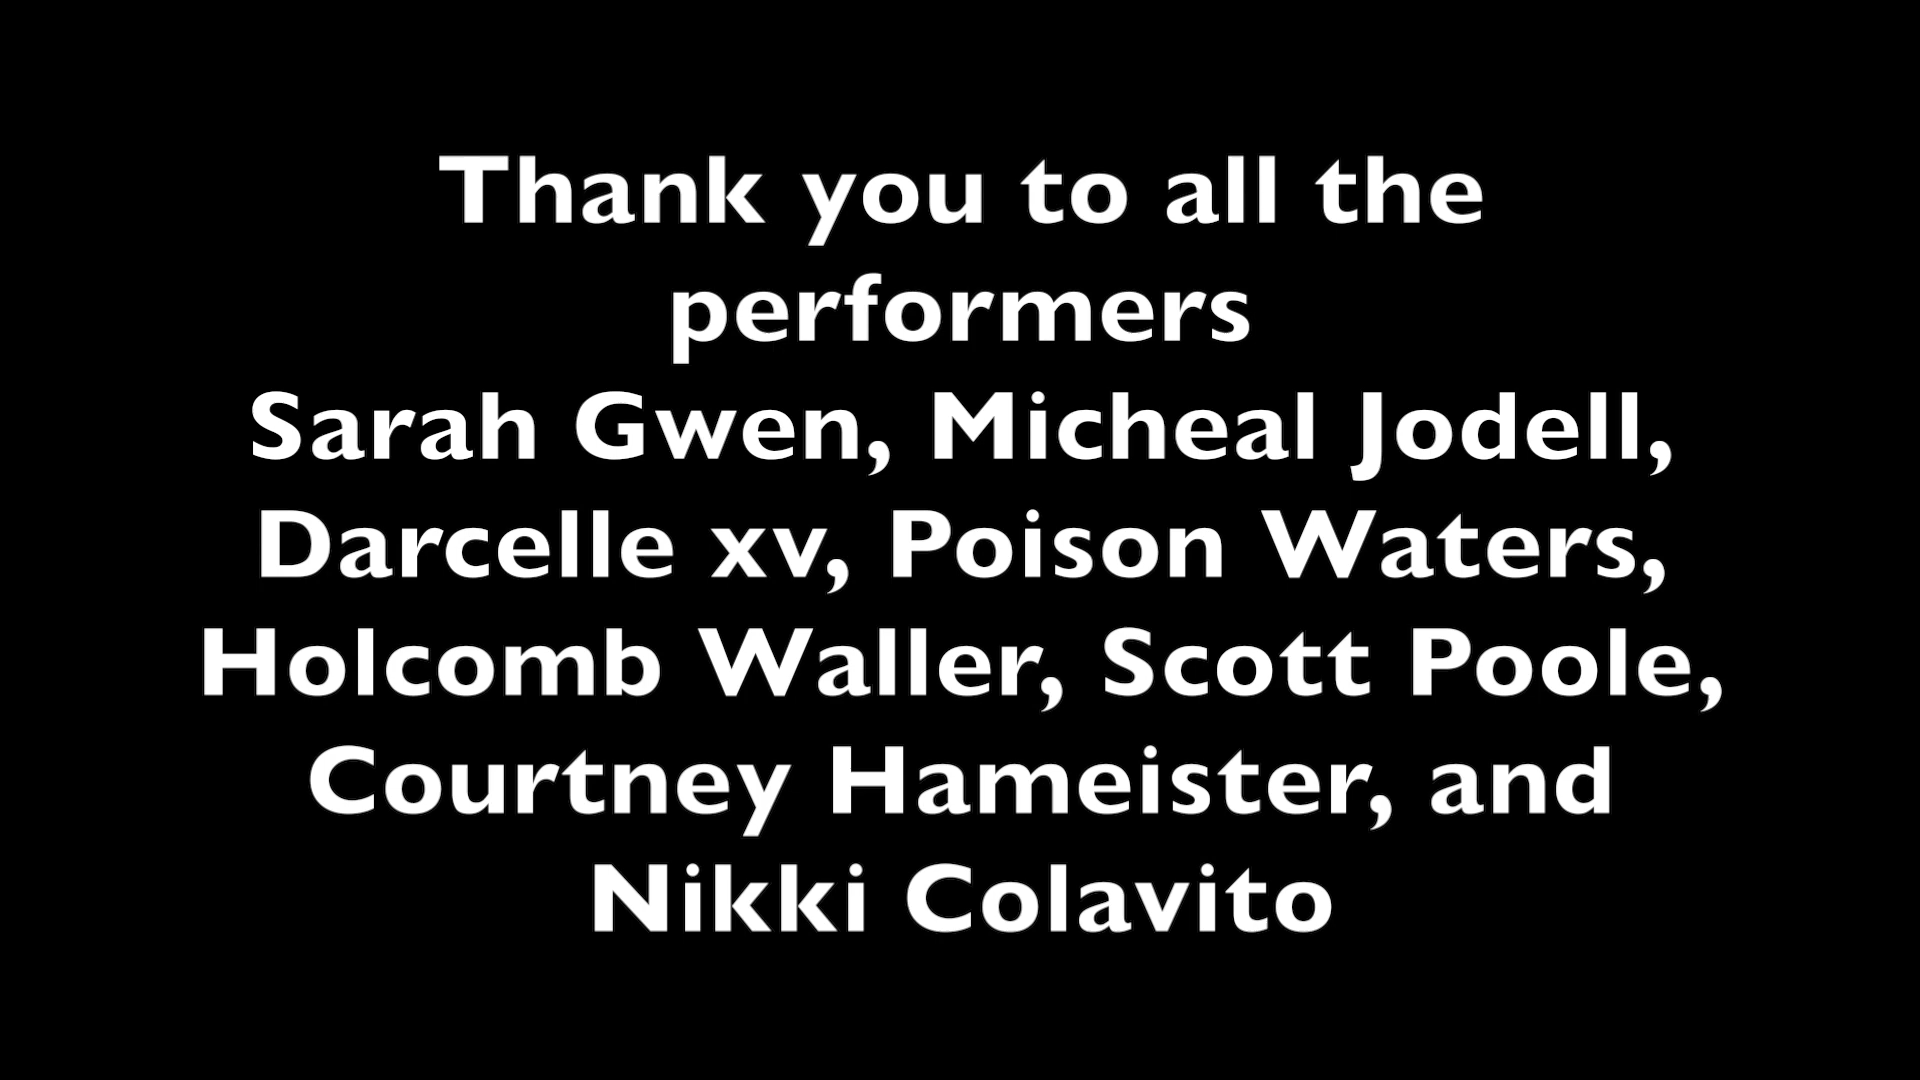 Thank you to all the
performers
Sarah Gwen, Micheal Jodell,
Darcelle xv, Poison Waters,
Holcomb Waller, Scott Poole,
Courtney Hameister, and
Nikki Colavito